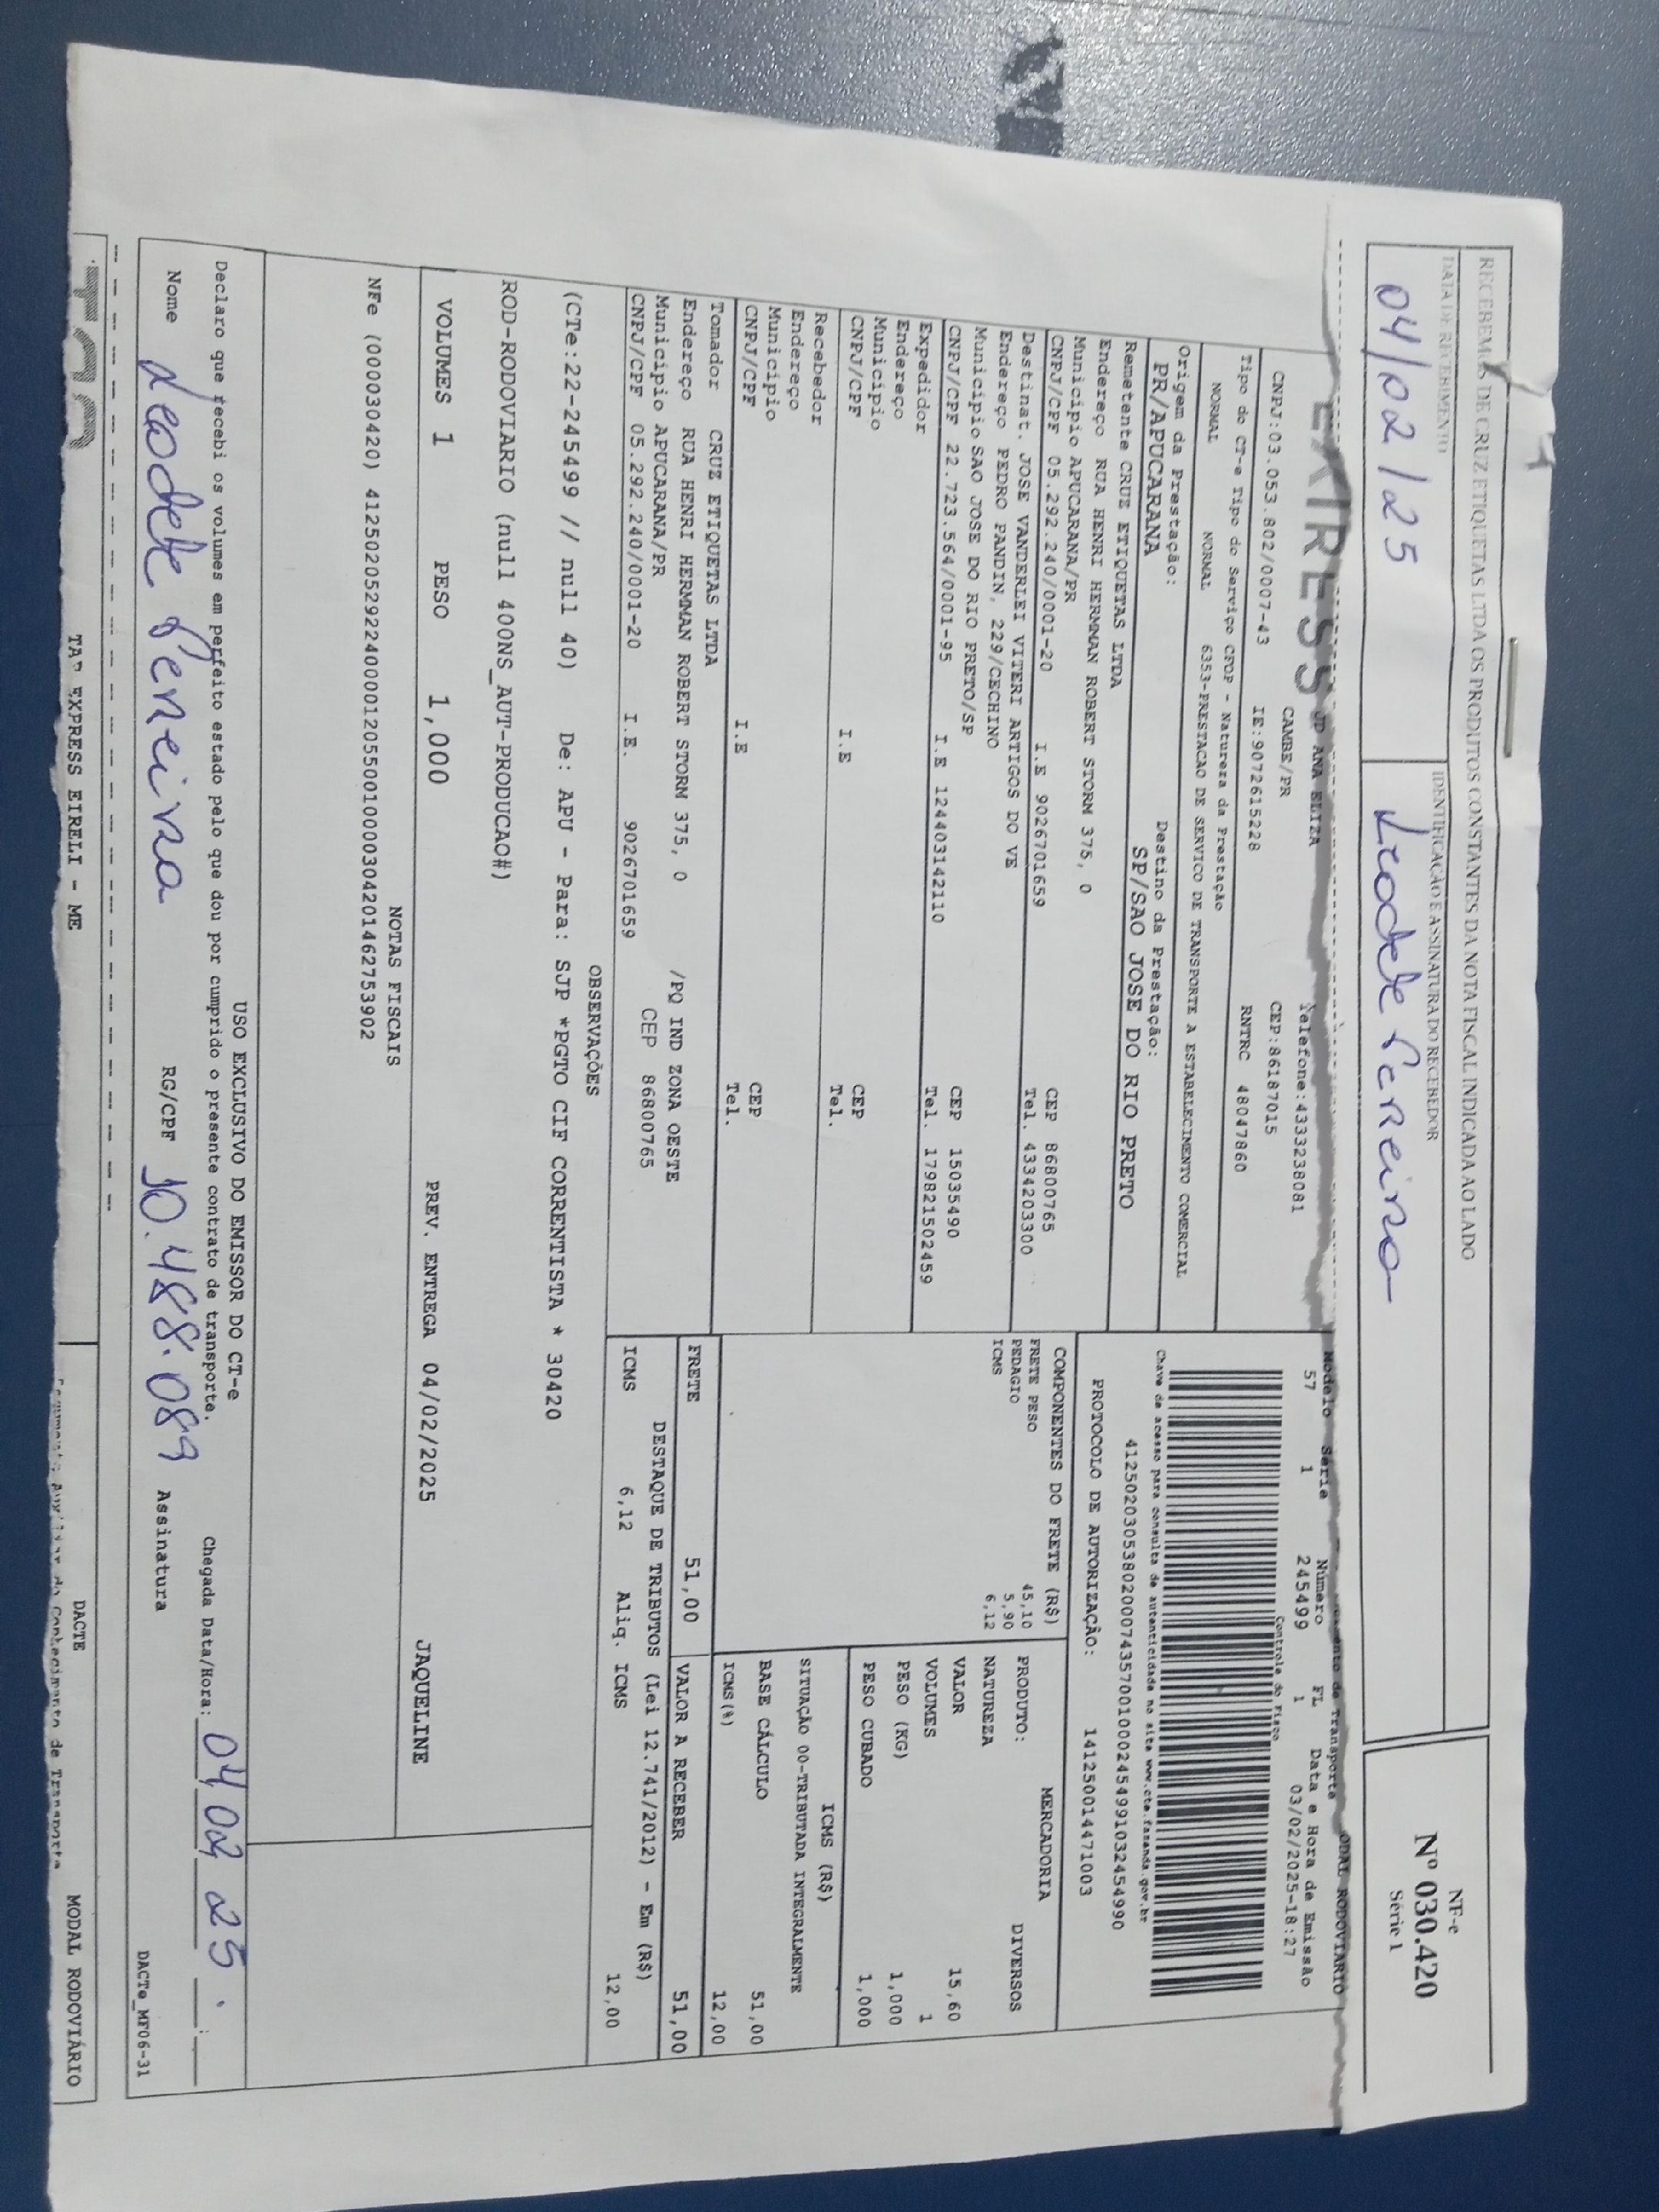 RECEBEMOS DE CRUZ ETIQUETAS LTDA OS PRODUTOS CONSTANTES DA NOTA FISCAL INDICADA AO LADO
DATA DE RECEBIMENTO IDENTIFICAÇÃO E ASSINATURA DO RECEBEDOR
04/02/25 Leodete Pereira
NF-e
Nº 030.420
Série 1
EXPRESS JD ANA ELIZA Telefone:4333238081
CAMBE/PR CEP:86187015
CNPJ:03.053.802/0007-43 IE:9072615228 RNTRC 48047860
Tipo do CT-e Tipo do Serviço CFOP - Natureza da Prestação
NORMAL NORMAL 6353-PRESTACAO DE SERVICO DE TRANSPORTE A ESTABELECIMENTO COMERCIAL
Origem da Prestação: Destino da Prestação:
PR/APUCARANA SP/SAO JOSE DO RIO PRETO
Remetente CRUZ ETIQUETAS LTDA
Endereço RUA HENRI HERMMAN ROBERT STORM 375, 0
Município APUCARANA/PR CEP 86800765
CNPJ/CPF 05.292.240/0001-20 I.E 9026701659 Tel. 4334203300
Destinat. JOSE VANDERLEI VITERI ARTIGOS DO VE
Endereço PEDRO PANDIN, 229/CECHINO
Município SAO JOSE DO RIO PRETO/SP CEP 15035490
CNPJ/CPF 22.723.564/0001-95 I.E 124403142110 Tel. 179821502459
Expedidor
Endereço
Município CEP
CNPJ/CPF I.E Tel.
Recebedor
Endereço
Município CEP
CNPJ/CPF I.E Tel.
Tomador CRUZ ETIQUETAS LTDA
Endereço RUA HENRI HERMMAN ROBERT STORM 375, 0 /PQ IND ZONA OESTE
Município APUCARANA/PR CEP 86800765
CNPJ/CPF 05.292.240/0001-20 I.E. 9026701659
Transporte ODAL RODOVIARIO
Modelo Série Número FL Data e Hora de Emissão
57 1 245499 1 03/02/2025-18:27
Controle do Fisco
Chave de acesso para consulta de autenticidade no site www.cte.fazenda.gov.br
41250203053802000743570010002454991032454990
PROTOCOLO DE AUTORIZAÇÃO: 141250014471003
COMPONENTES DO FRETE (R$)
FRETE PESO 45,10
PEDAGIO 5,90
ICMS 6,12
MERCADORIA
PRODUTO: DIVERSOS
NATUREZA
VALOR 15,60
VOLUMES 1
PESO (KG) 1,000
PESO CUBADO 1,000
ICMS (R$)
SITUAÇÃO 00-TRIBUTADA INTEGRALMENTE
BASE CÁLCULO 51,00
ICMS(%) 12,00
FRETE 51,00 VALOR A RECEBER 51,00
DESTAQUE DE TRIBUTOS (Lei 12.741/2012) - Em (R$)
ICMS 6,12 Aliq. ICMS 12,00
OBSERVAÇÕES
(CTe:22-245499 // null 40) De: APU - Para: SJP *PGTO CIF CORRENTISTA * 30420
ROD-RODOVIARIO (null 400NS_AUT-PRODUCAO#)
VOLUMES 1 PESO 1,000 PREV. ENTREGA 04/02/2025 JAQUELINE
NOTAS FISCAIS
NFe (000030420) 41250205292240000120550010000304201462753902
USO EXCLUSIVO DO EMISSOR DO CT-e
Declaro que recebi os volumes em perfeito estado pelo que dou por cumprido o presente contrato de transporte. Chegada Data/Hora: 04 02 25
Nome Leodete Pereira RG/CPF 10.488.089 Assinatura
DACTe_MF06-31
EXPRESS EIRELI - ME DACTE MODAL RODOVIÁRIO
Auxiliar do Conhecimento de Transporte